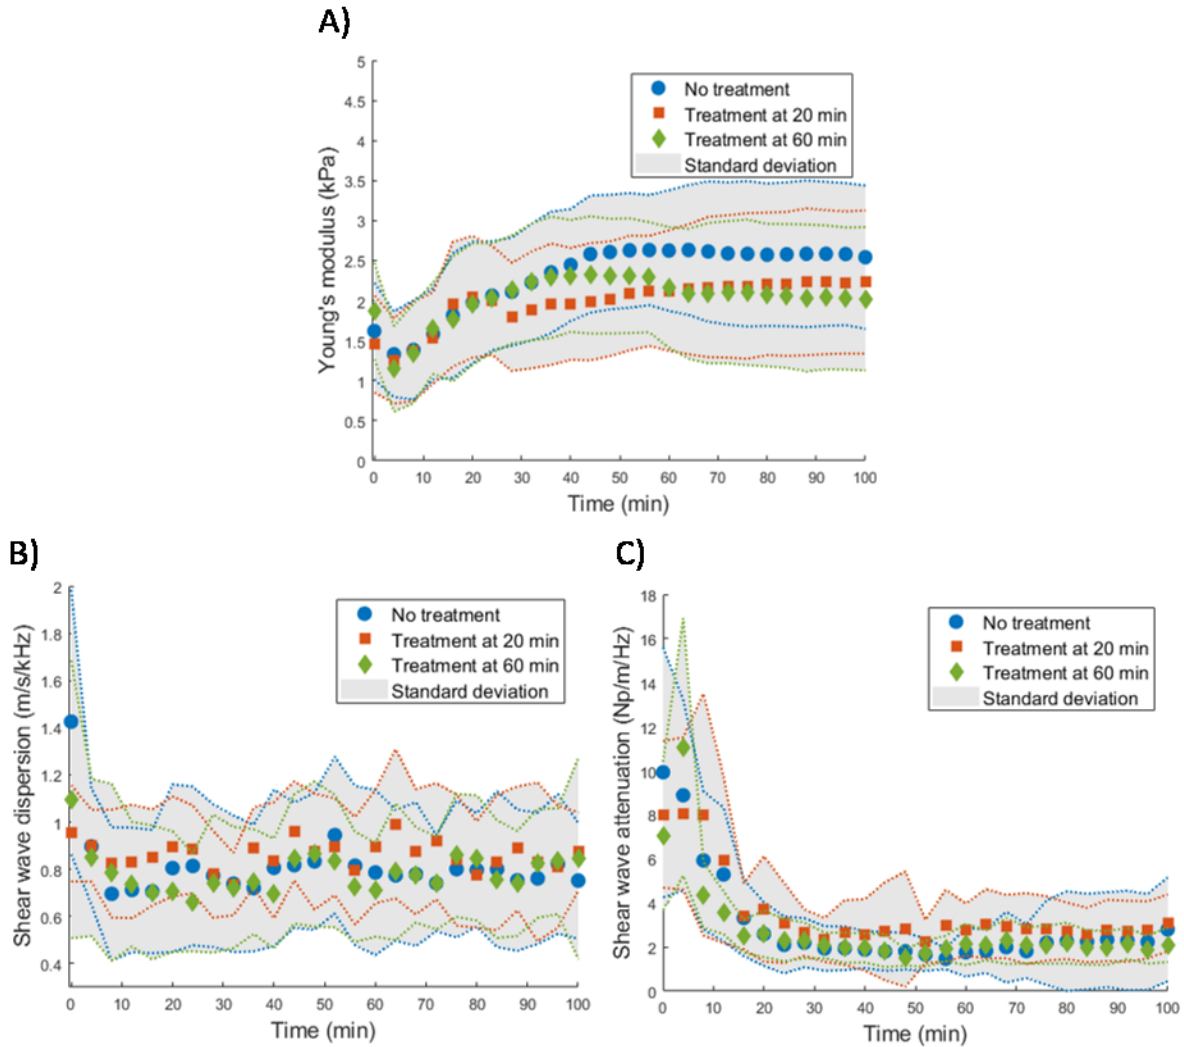 A)
5
4.5
4
3.5
3
2.5
2
1.5
1
0.5
0
Young's modulus (kPa)
No treatment
Treatment at 20 min
Treatment at 60 min
Standard deviation
0 10 20 30 40 50 60 70 80 90 100
Time (min)
B)
2
1.8
1.6
1.4
1.2
1
0.8
0.6
0.4
Shear wave dispersion (m/s/kHz)
No treatment
Treatment at 20 min
Treatment at 60 min
Standard deviation
0 10 20 30 40 50 60 70 80 90 100
Time (min)
C)
18
16
14
12
10
8
6
4
2
0
Shear wave attenuation (Np/m/Hz)
No treatment
Treatment at 20 min
Treatment at 60 min
Standard deviation
0 10 20 30 40 50 60 70 80 90 100
Time (min)